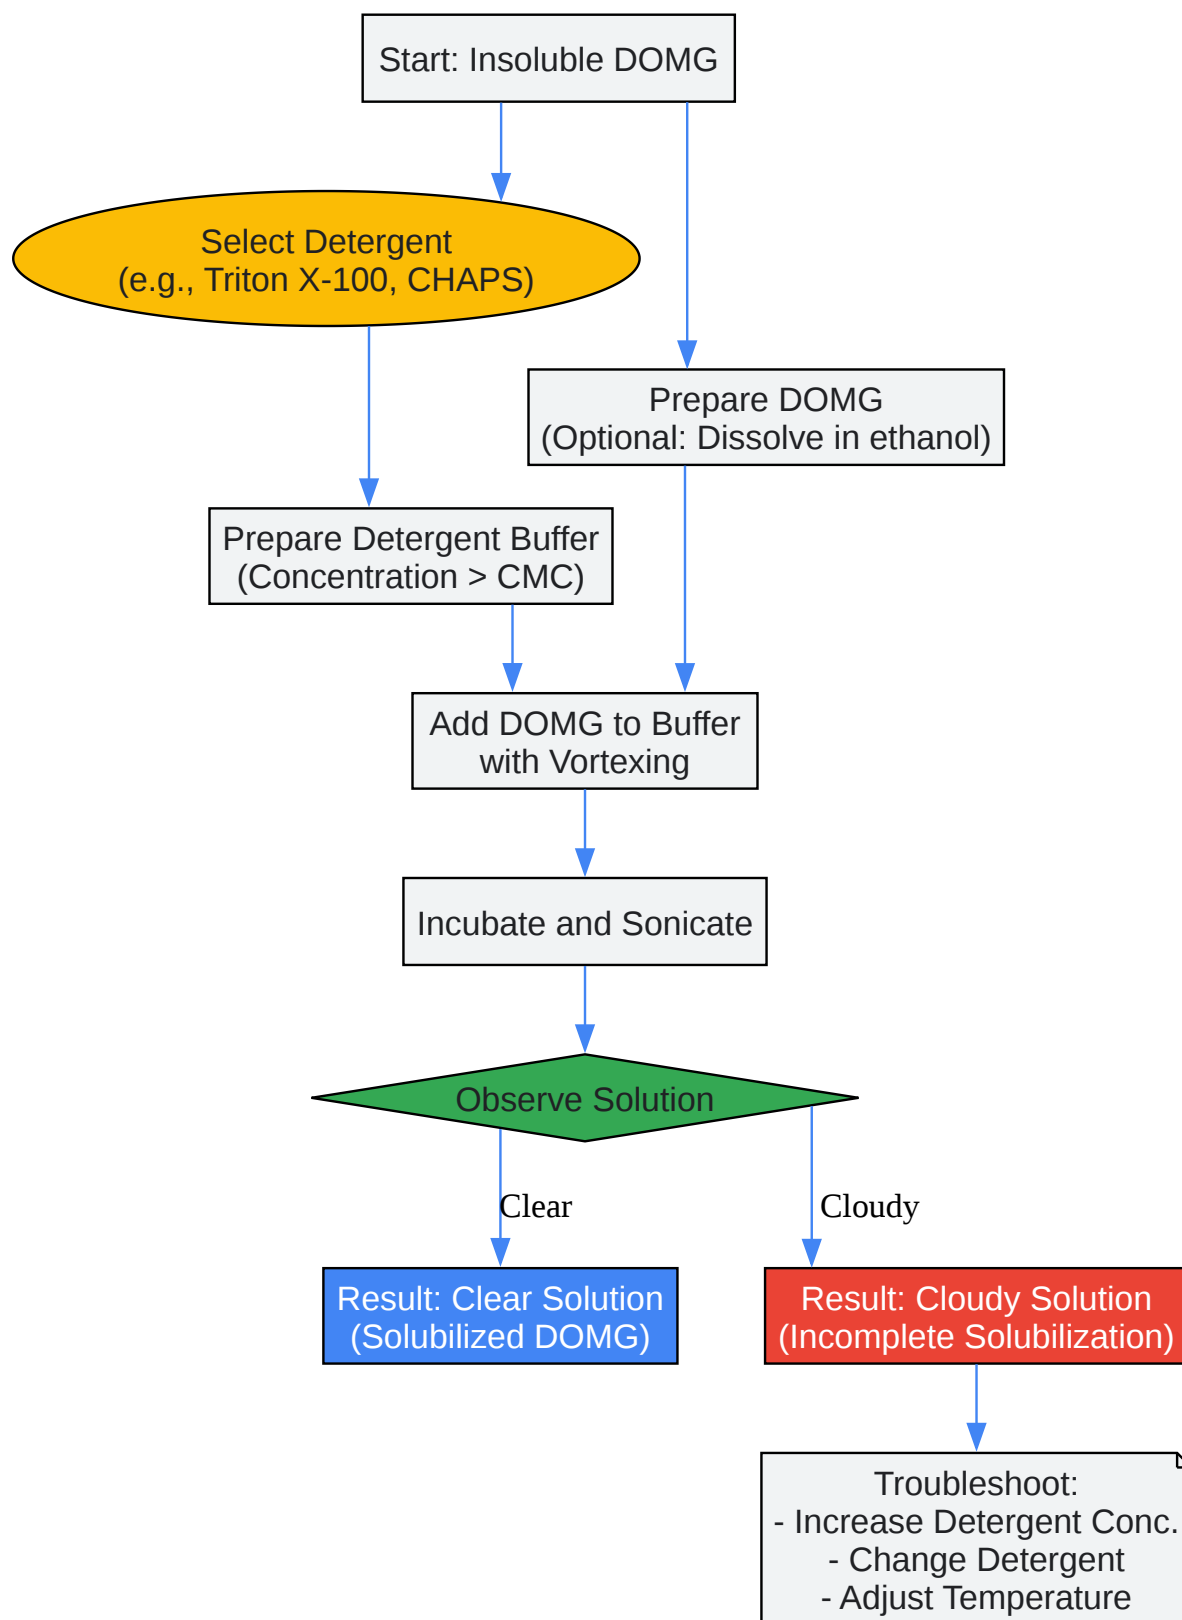 Start: Insoluble DOMG
Select Detergent
(e.g., Triton X-100, CHAPS)
Prepare DOMG
(Optional: Dissolve in ethanol)
Prepare Detergent Buffer
(Concentration > CMC)
Add DOMG to Buffer
with Vortexing
Incubate and Sonicate
Observe Solution
Clear
Cloudy
Result: Clear Solution
(Solubilized DOMG)
Result: Cloudy Solution
(Incomplete Solubilization)
Troubleshoot:
- Increase Detergent Conc.
- Change Detergent
- Adjust Temperature